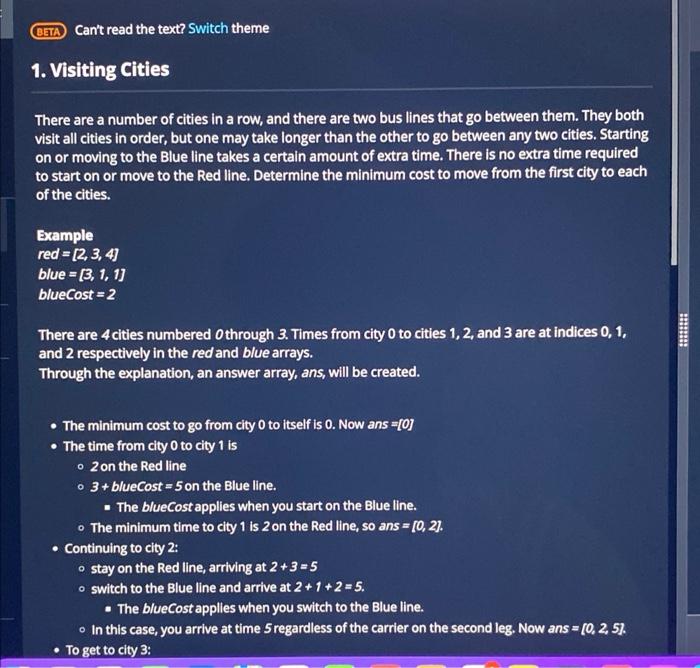 BETA Can't read the text? Switch theme
1. Visiting Cities
There are a number of cities in a row, and there are two bus lines that go between them. They both
visit all cities in order, but one may take longer than the other to go between any two cities. Starting
on or moving to the Blue line takes a certain amount of extra time. There is no extra time required
to start on or move to the Red line. Determine the minimum cost to move from the first city to each
of the cities.
Example
red = [2, 3, 4]
blue = [3, 1, 1]
blueCost = 2
There are 4 cities numbered 0 through 3. Times from city 0 to cities 1, 2, and 3 are at indices 0, 1,
and 2 respectively in the red and blue arrays.
Through the explanation, an answer array, ans, will be created.
• The minimum cost to go from city 0 to itself is 0. Now ans =[0]
• The time from city 0 to city 1 is
◦ 2 on the Red line
◦ 3 + blueCost = 5 on the Blue line.
▪ The blueCost applies when you start on the Blue line.
◦ The minimum time to city 1 is 2 on the Red line, so ans = [0, 2].
• Continuing to city 2:
◦ stay on the Red line, arriving at 2 + 3 = 5
◦ switch to the Blue line and arrive at 2 + 1 + 2 = 5.
▪ The blueCost applies when you switch to the Blue line.
◦ In this case, you arrive at time 5 regardless of the carrier on the second leg. Now ans = [0, 2, 5].
• To get to city 3: